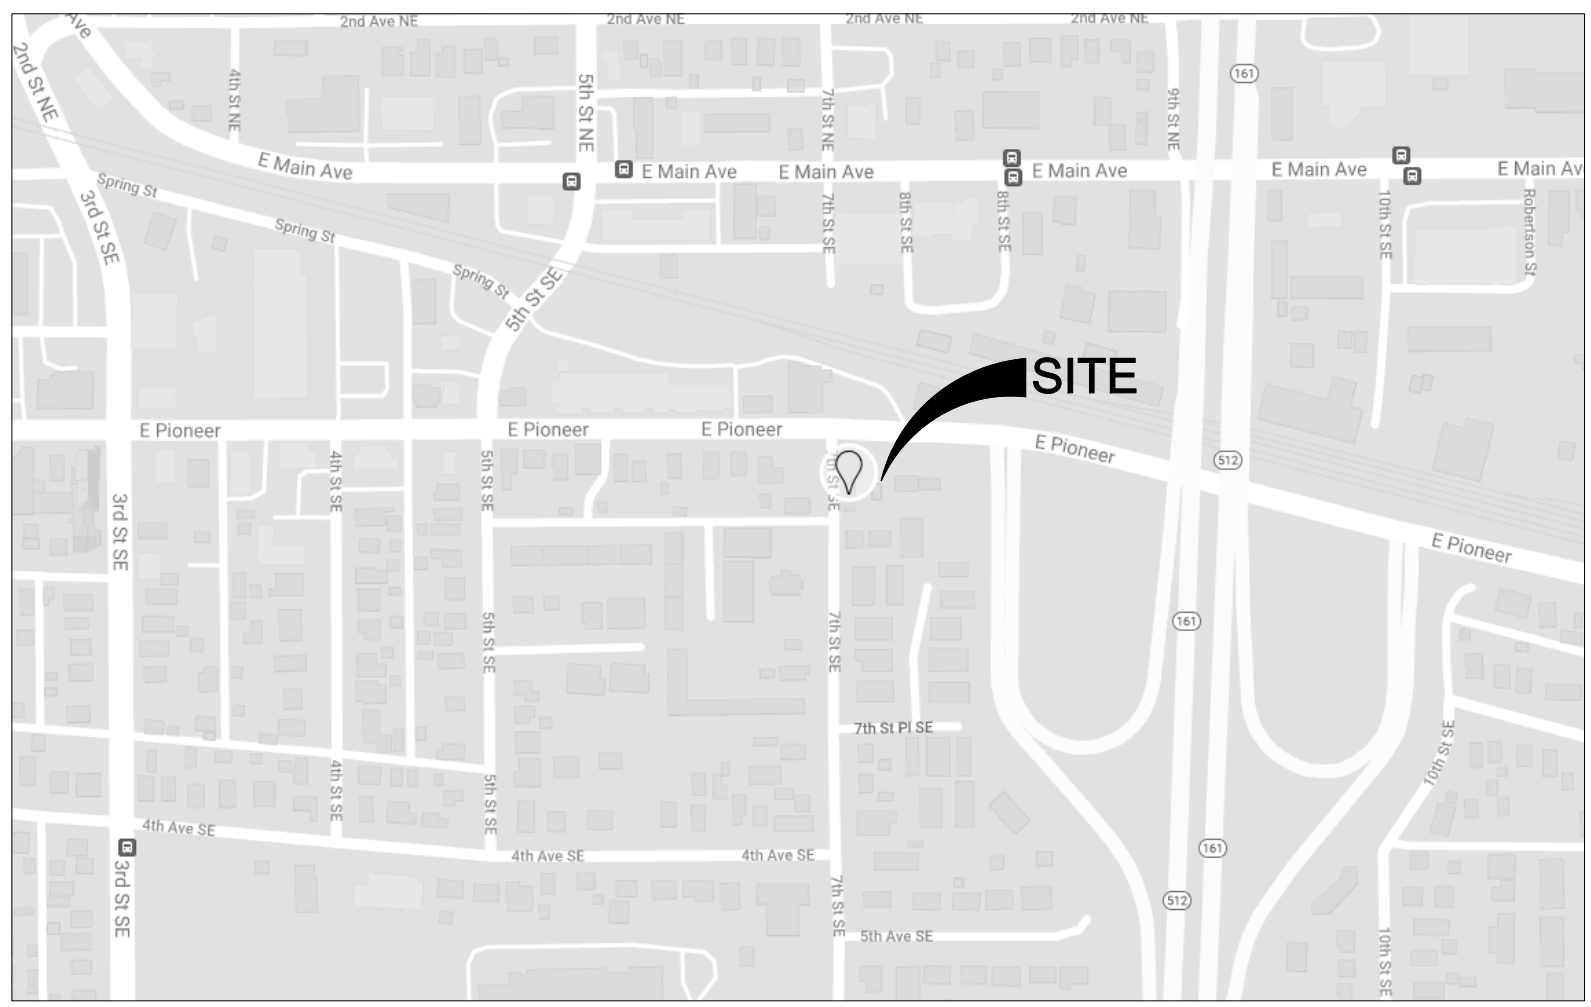 2nd Ave NE
2nd Ave NE
2nd Ave NE
2nd Ave NE
Ave
2nd St NE
4th St NE
5th St NE
7th St NE
9th St NE
161
E Main Ave
E Main Ave
E Main Ave
E Main Ave
E Main Ave
E Main Av
Spring St
Spring St
Spring St
3rd St SE
5th St SE
7th St SE
8th St SE
8th St SE
10th St SE
Robertson St
SITE
E Pioneer
E Pioneer
E Pioneer
E Pioneer
E Pioneer
512
3rd St SE
4th St SE
5th St SE
7th St SE
5th St SE
7th St SE
161
7th St Pl SE
10th St SE
4th St SE
5th St SE
4th Ave SE
4th Ave SE
4th Ave SE
161
512
3rd St SE
7th St SE
5th Ave SE
10th St SE